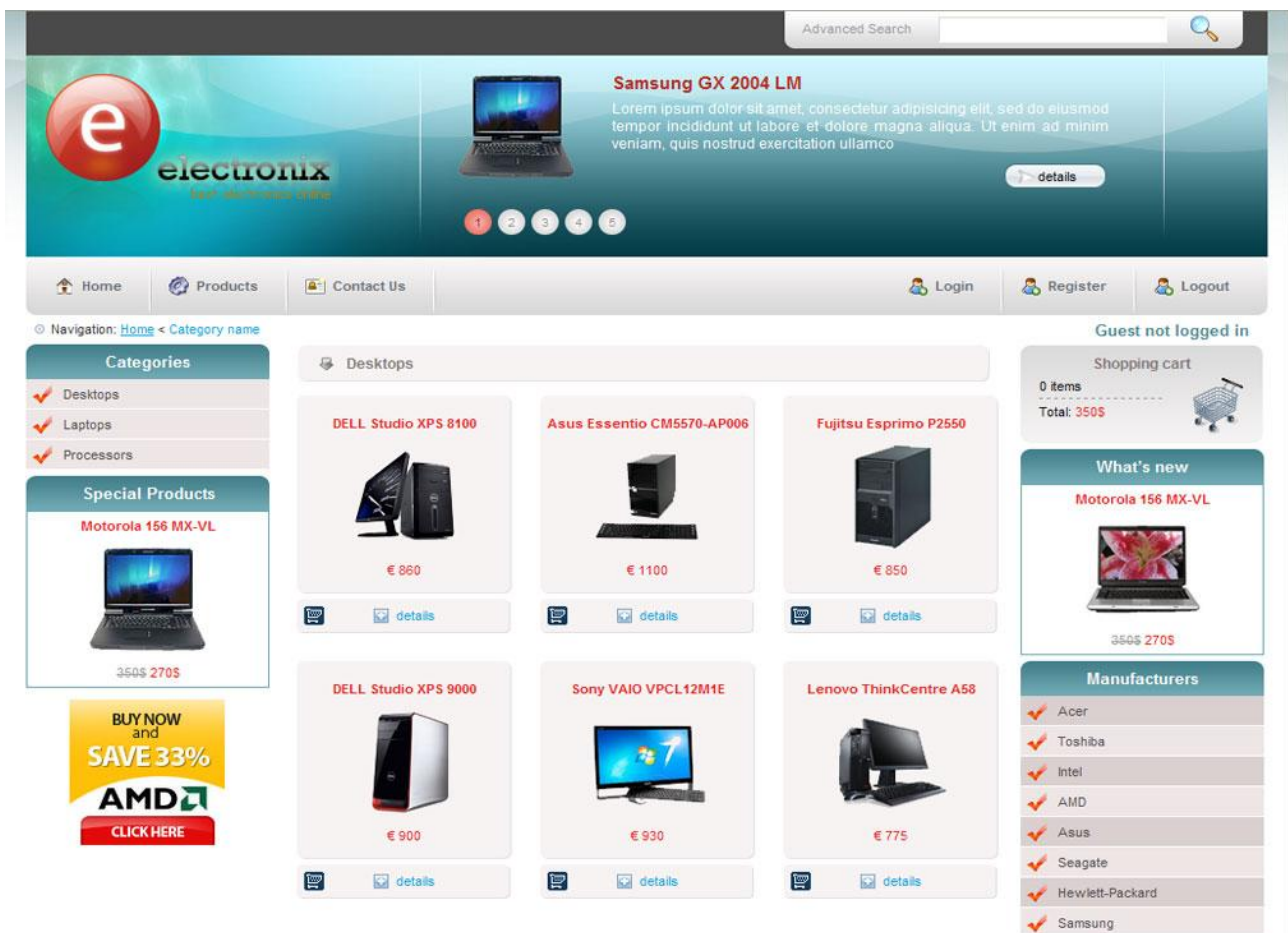 Advanced Search
e
electronix
best electronics online
Samsung GX 2004 LM
Lorem ipsum dolor sit amet, consectetur adipisicing elit, sed do eiusmod
tempor incididunt ut labore et dolore magna aliqua. Ut enim ad minim
veniam, quis nostrud exercitation ullamco
details
1 2 3 4 5
Home Products Contact Us Login Register Logout
Navigation: Home < Category name
Guest not logged in
Categories
Desktops
Laptops
Processors
Special Products
Motorola 156 MX-VL
350$ 270$
BUY NOW
and
SAVE 33%
AMD
CLICK HERE
Desktops
DELL Studio XPS 8100 Asus Essentio CM5570-AP006 Fujitsu Esprimo P2550
€ 860 € 1100 € 850
details details details
DELL Studio XPS 9000 Sony VAIO VPCL12M1E Lenovo ThinkCentre A58
7
€ 900 € 930 € 775
details details details
Shopping cart
0 items
Total: 350$
What's new
Motorola 156 MX-VL
350$ 270$
Manufacturers
Acer
Toshiba
Intel
AMD
Asus
Seagate
Hewlett-Packard
Samsung